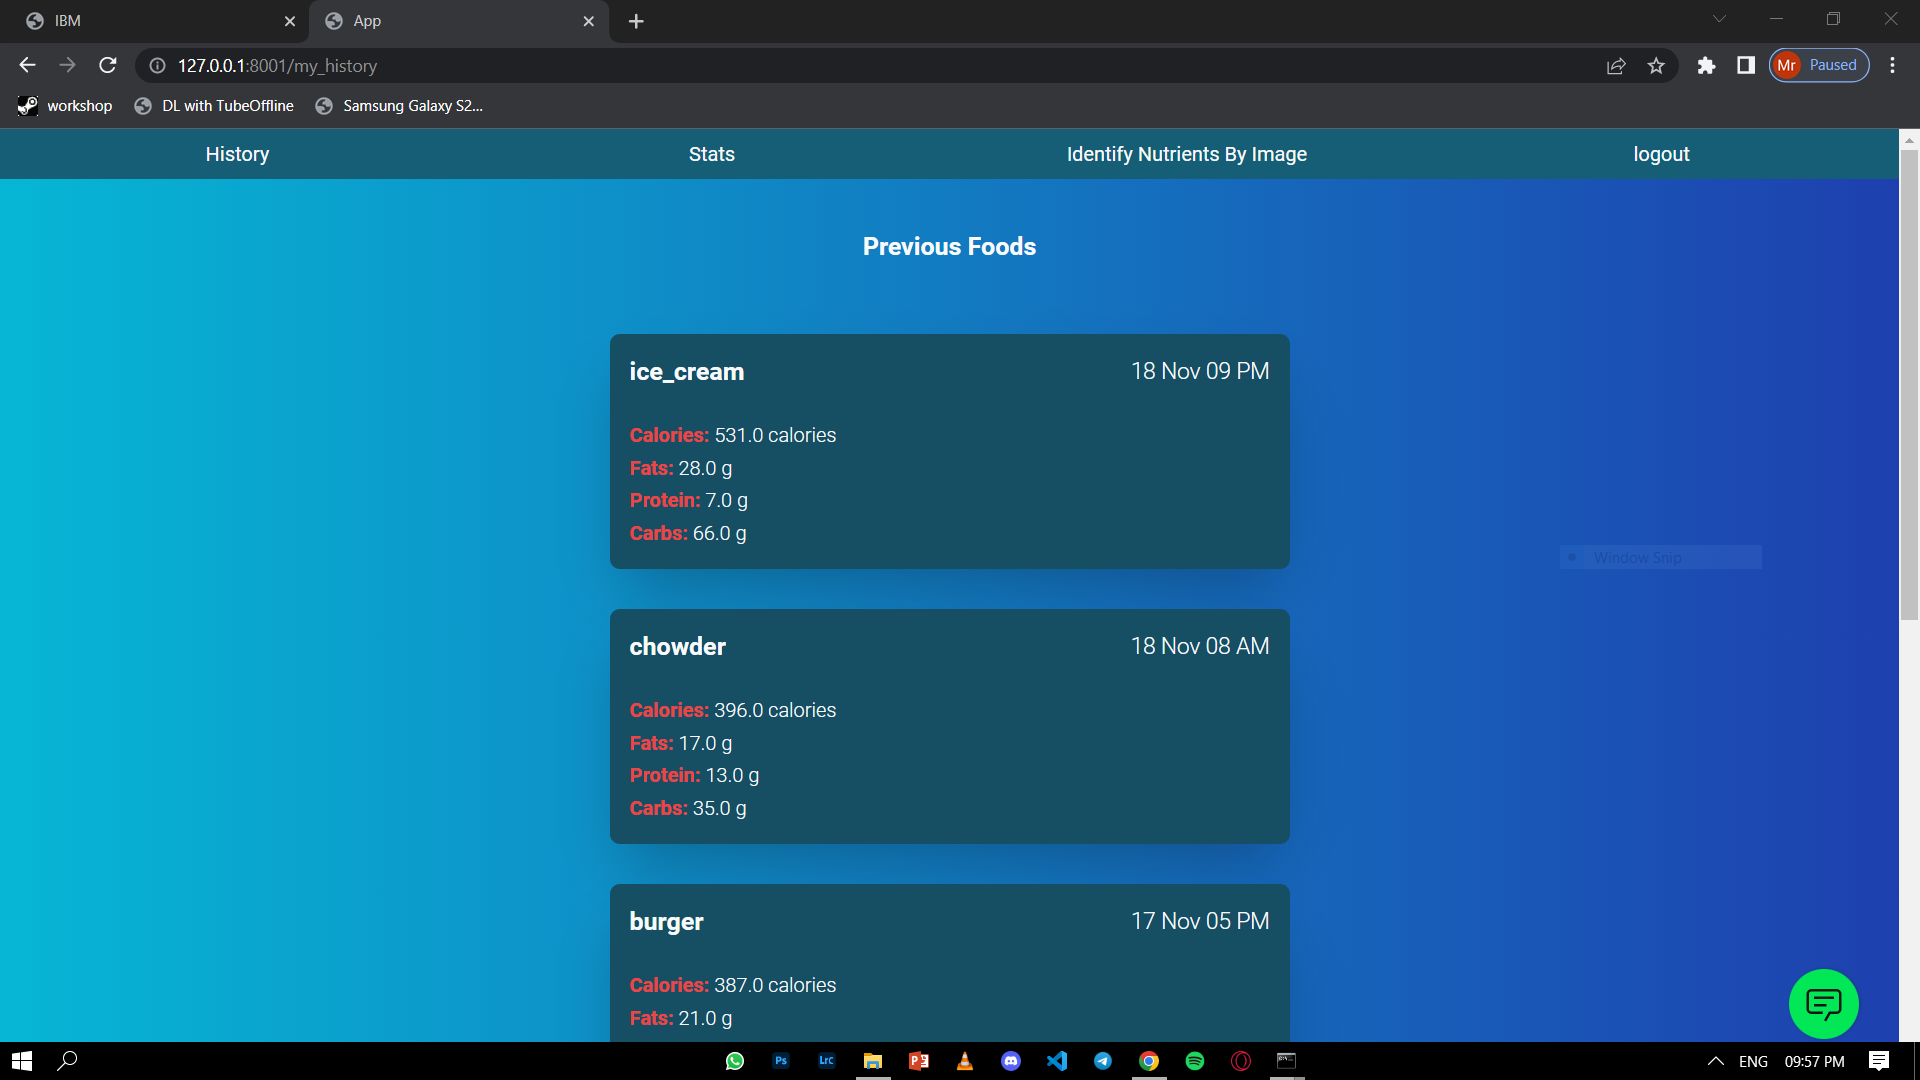 IBM
App
127.0.0.1:8001/my_history
Mr Paused
workshop
DL with TubeOffline
Samsung Galaxy S2...
History
Stats
Identify Nutrients By Image
logout
Previous Foods
ice_cream
18 Nov 09 PM
Calories: 531.0 calories
Fats: 28.0 g
Protein: 7.0 g
Carbs: 66.0 g
Window Snip
chowder
18 Nov 08 AM
Calories: 396.0 calories
Fats: 17.0 g
Protein: 13.0 g
Carbs: 35.0 g
burger
17 Nov 05 PM
Calories: 387.0 calories
Fats: 21.0 g
Ps
LrC
P
ENG
09:57 PM